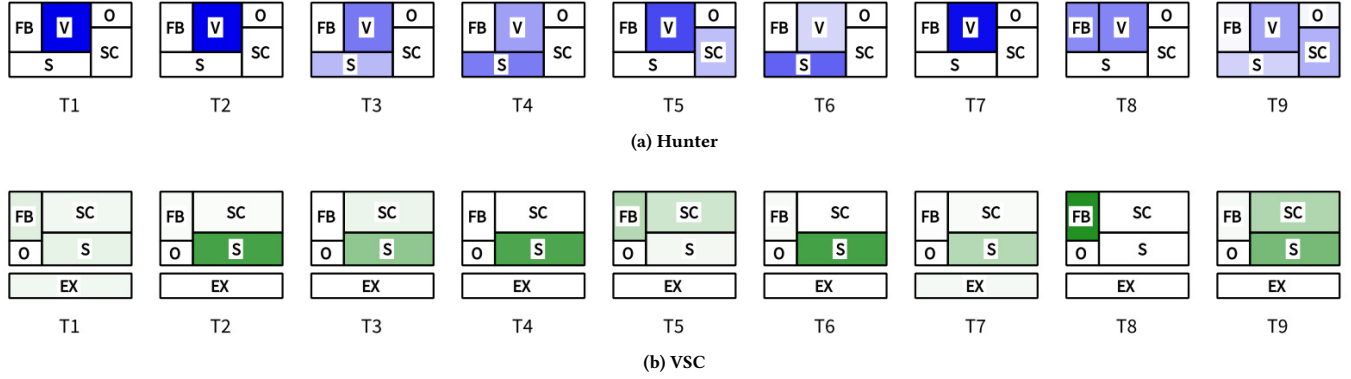 FB V O S SC FB V O S SC FB V O S SC FB V O S SC FB V O SC S FB V O S SC FB V O S SC FB V O S SC FB V O S SC
T1 T2 T3 T4 T5 T6 T7 T8 T9
(a) Hunter
FB SC O S FB SC O S FB SC O S FB SC O S FB SC O S FB SC O S FB SC O S FB SC O S FB SC O S
EX EX EX EX EX EX EX EX EX
T1 T2 T3 T4 T5 T6 T7 T8 T9
(b) VSC